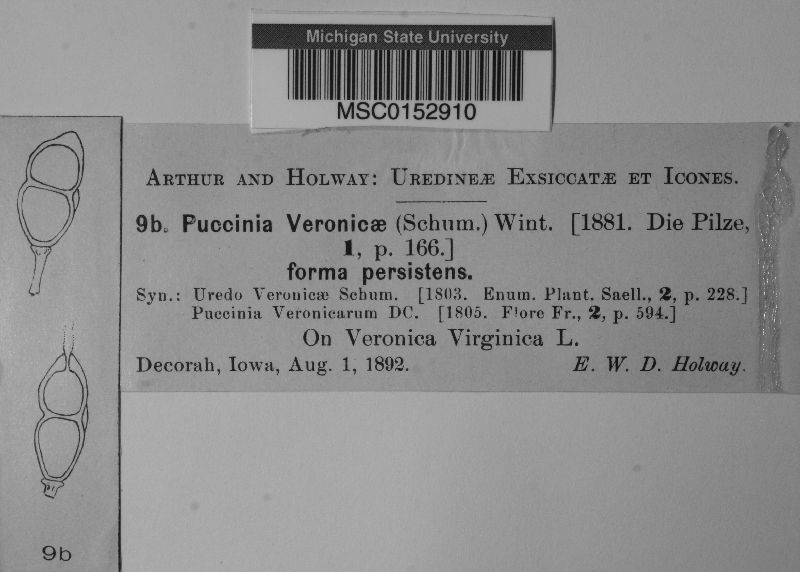 Michigan State University
MSC0152910
Arthur and Holway: Uredineæ Exsiccatæ et Icones.
9b. Puccinia Veronicæ (Schum.) Wint. [1881. Die Pilze,
1, p. 166.]
forma persistens.
Syn.: Uredo Veronicæ Schum. [1803. Enum. Plant. Saell., 2, p. 228.]
Puccinia Veronicarum DC. [1805. Flore Fr., 2, p. 594.]
On Veronica Virginica L.
Decorah, Iowa, Aug. 1, 1892. E. W. D. Holway.
9b